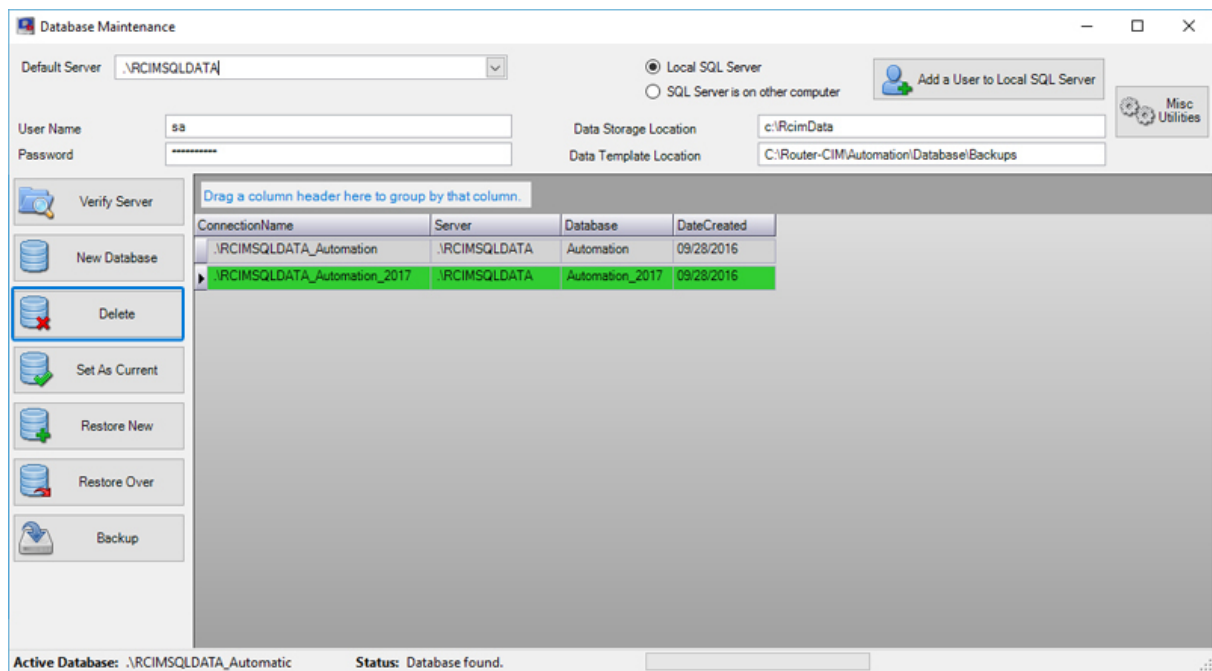 Database Maintenance
Default Server .\RCIMSQLDATA
Local SQL Server
SQL Server is on other computer
Add a User to Local SQL Server
Misc Utilities
User Name sa
Data Storage Location c:\RcimData
Password **********
Data Template Location C:\Router-CIM\Automation\Database\Backups
Verify Server
New Database
Delete
Set As Current
Restore New
Restore Over
Backup
Drag a column header here to group by that column.
ConnectionName Server Database DateCreated
.\RCIMSQLDATA_Automation .\RCIMSQLDATA Automation 09/28/2016
.\RCIMSQLDATA_Automation_2017 .\RCIMSQLDATA Automation_2017 09/28/2016
Active Database: .\RCIMSQLDATA_Automatic Status: Database found.